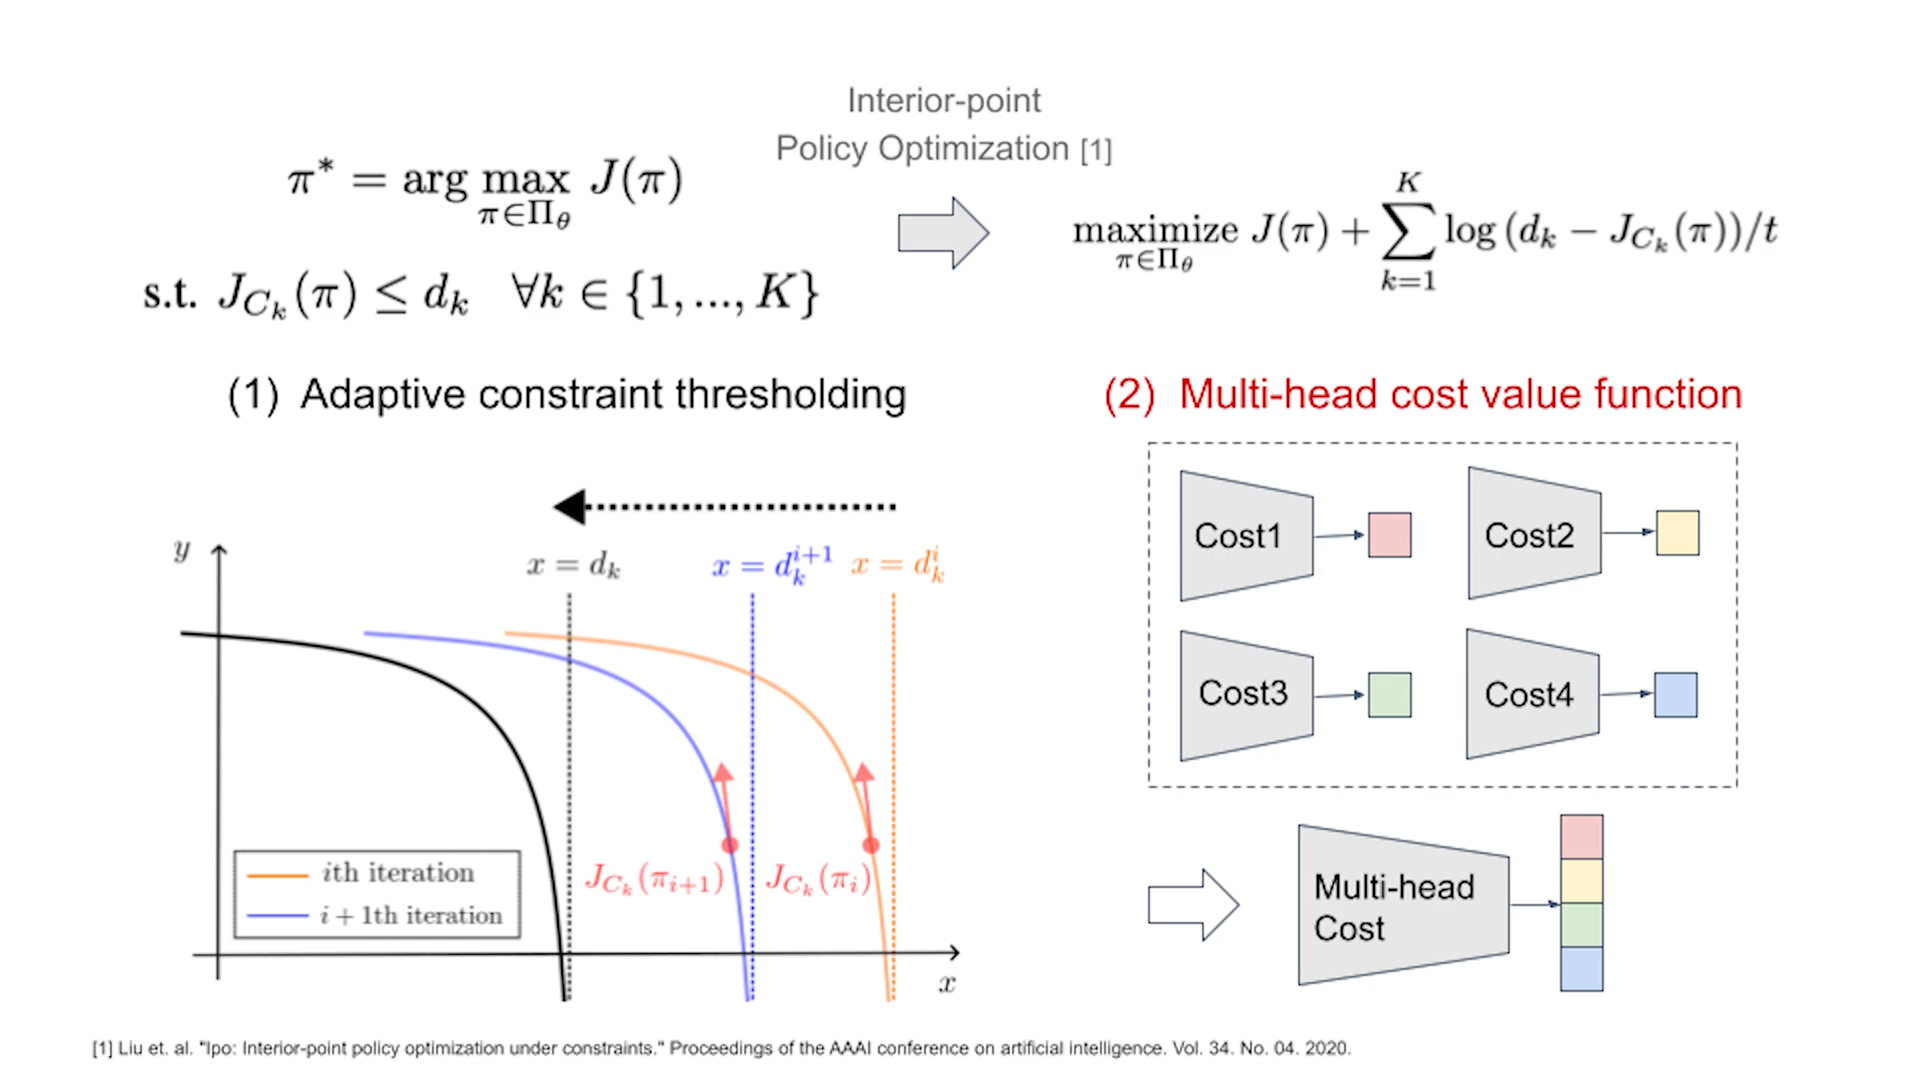 Interior-point
Policy Optimization [1]
π* = arg max J(π)
π∈Π_θ
s.t. J_{C_k}(π) ≤ d_k ∀k ∈ {1, ..., K}
maximize J(π) + ∑_{k=1}^{K} log (d_k − J_{C_k}(π))/t
π∈Π_θ
(1) Adaptive constraint thresholding
y
x = d_k
x = d_k^{i+1}
x = d_k^i
J_{C_k}(π_{i+1})
J_{C_k}(π_i)
ith iteration
i + 1th iteration
x
(2) Multi-head cost value function
Cost1
Cost2
Cost3
Cost4
Multi-head
Cost
[1] Liu et. al. "Ipo: Interior-point policy optimization under constraints." Proceedings of the AAAI conference on artificial intelligence. Vol. 34. No. 04. 2020.